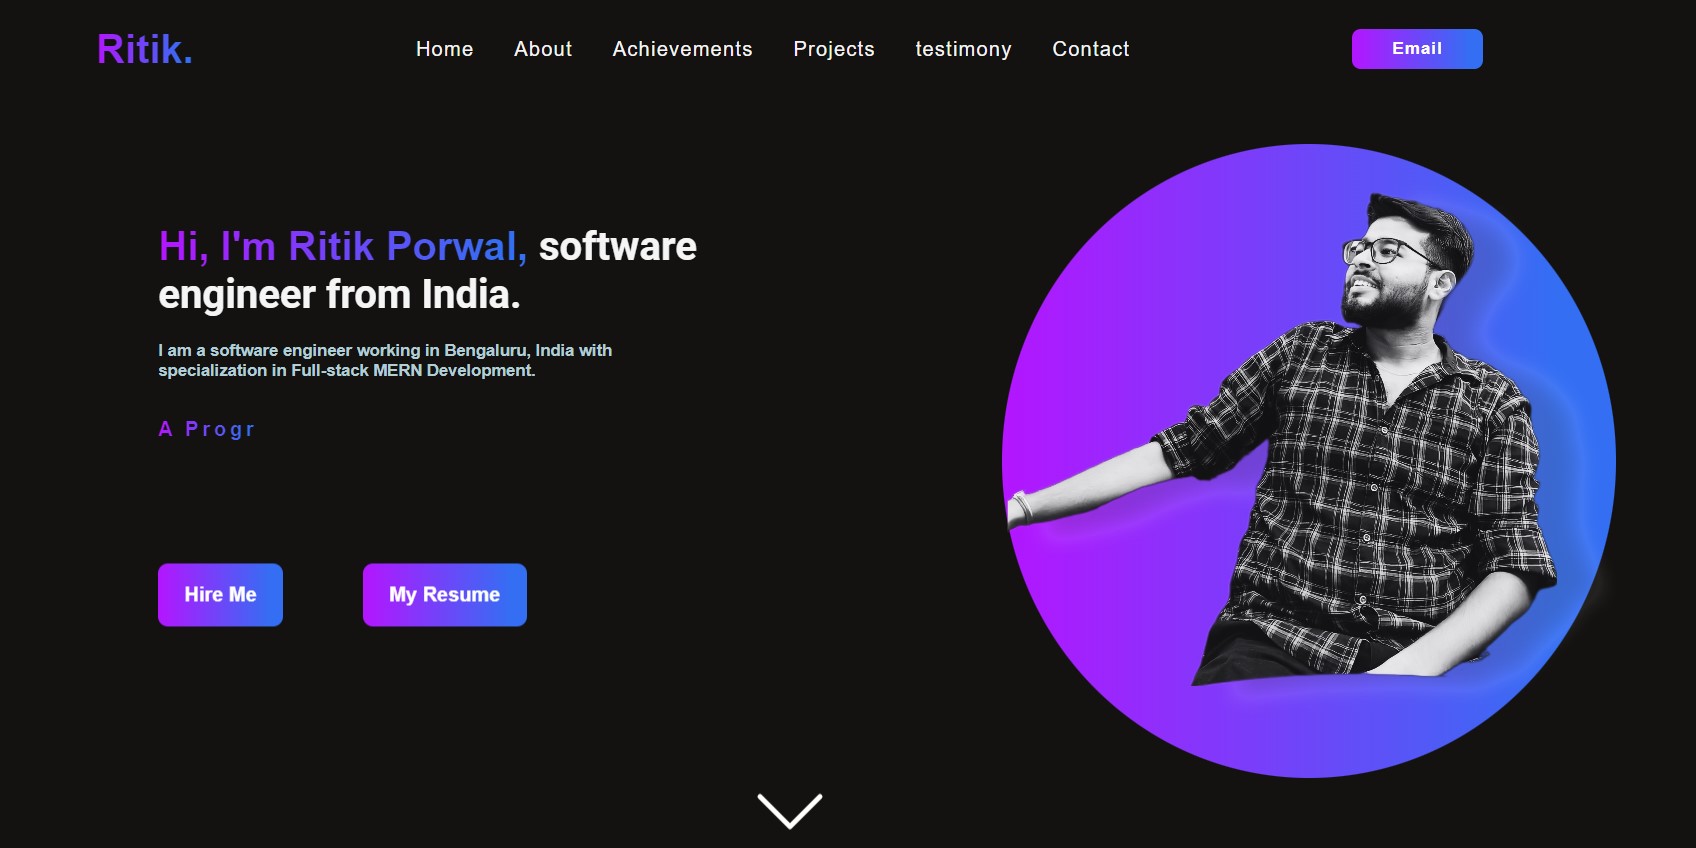 Ritik.
Home About Achievements Projects testimony Contact
Email
Hi, I'm Ritik Porwal, software
engineer from India.
I am a software engineer working in Bengaluru, India with
specialization in Full-stack MERN Development.
A Progr
Hire Me
My Resume